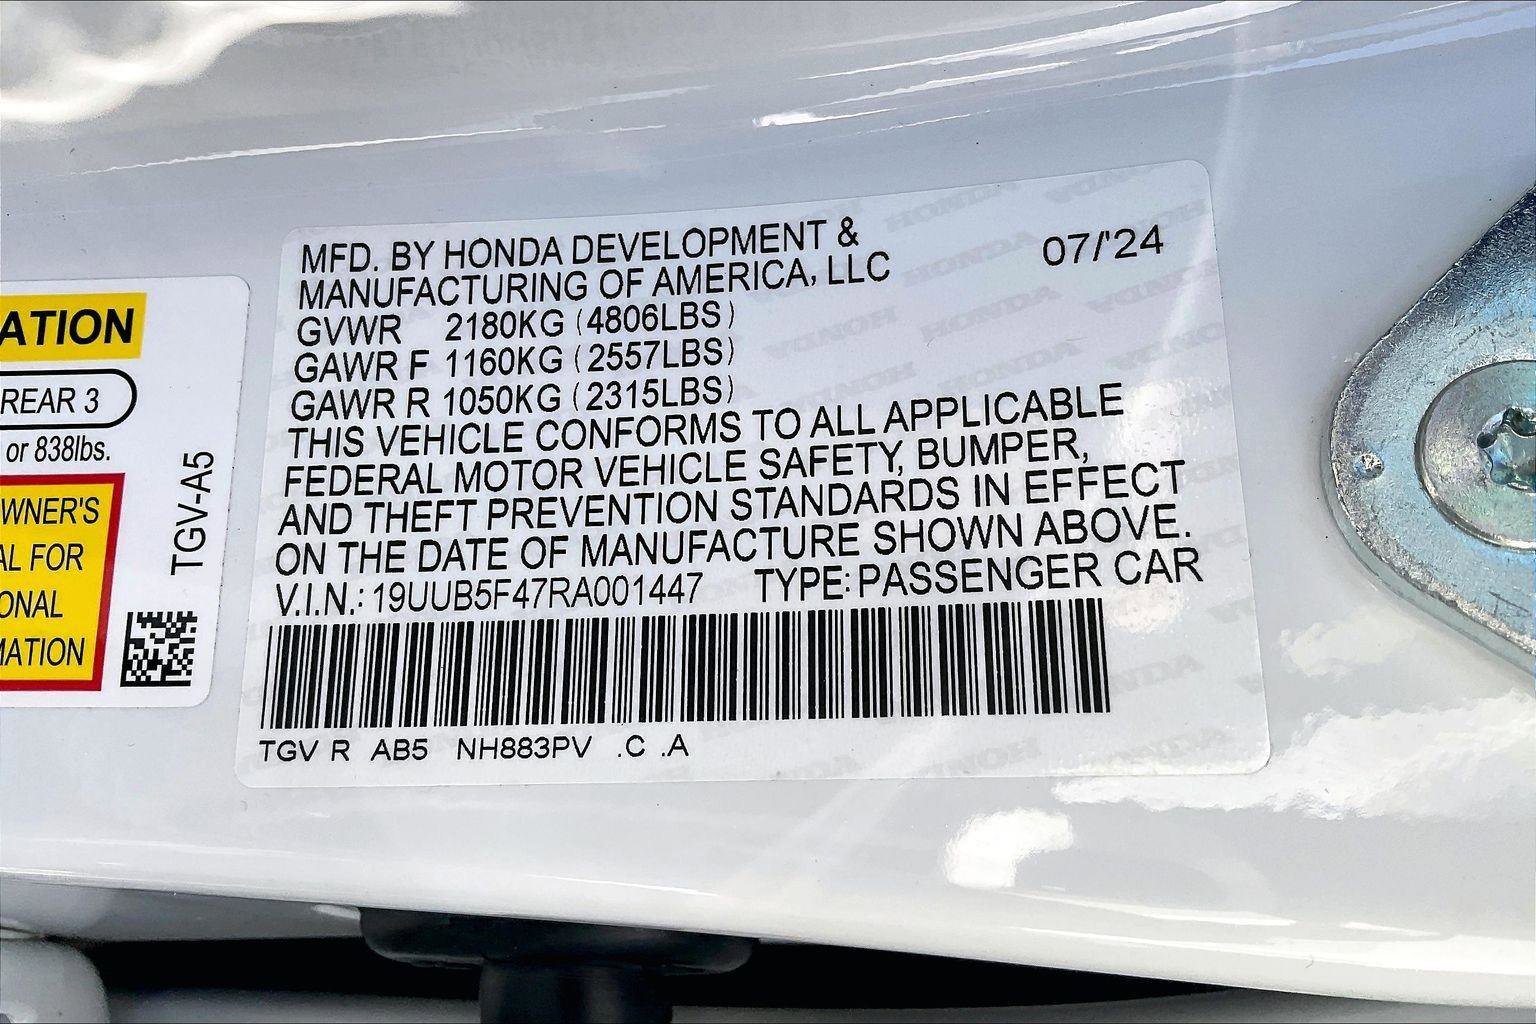 ATION
REAR 3
or 838lbs.
WNER'S
AL FOR
ONAL
MATION
TGV-A5
MFD. BY HONDA DEVELOPMENT &
MANUFACTURING OF AMERICA, LLC
07/'24
GVWR 2180KG (4806LBS)
GAWR F 1160KG (2557LBS)
GAWR R 1050KG (2315LBS)
THIS VEHICLE CONFORMS TO ALL APPLICABLE
FEDERAL MOTOR VEHICLE SAFETY, BUMPER,
AND THEFT PREVENTION STANDARDS IN EFFECT
ON THE DATE OF MANUFACTURE SHOWN ABOVE.
V.I.N.: 19UUB5F47RA001447 TYPE: PASSENGER CAR
TGV R AB5 NH883PV .C .A